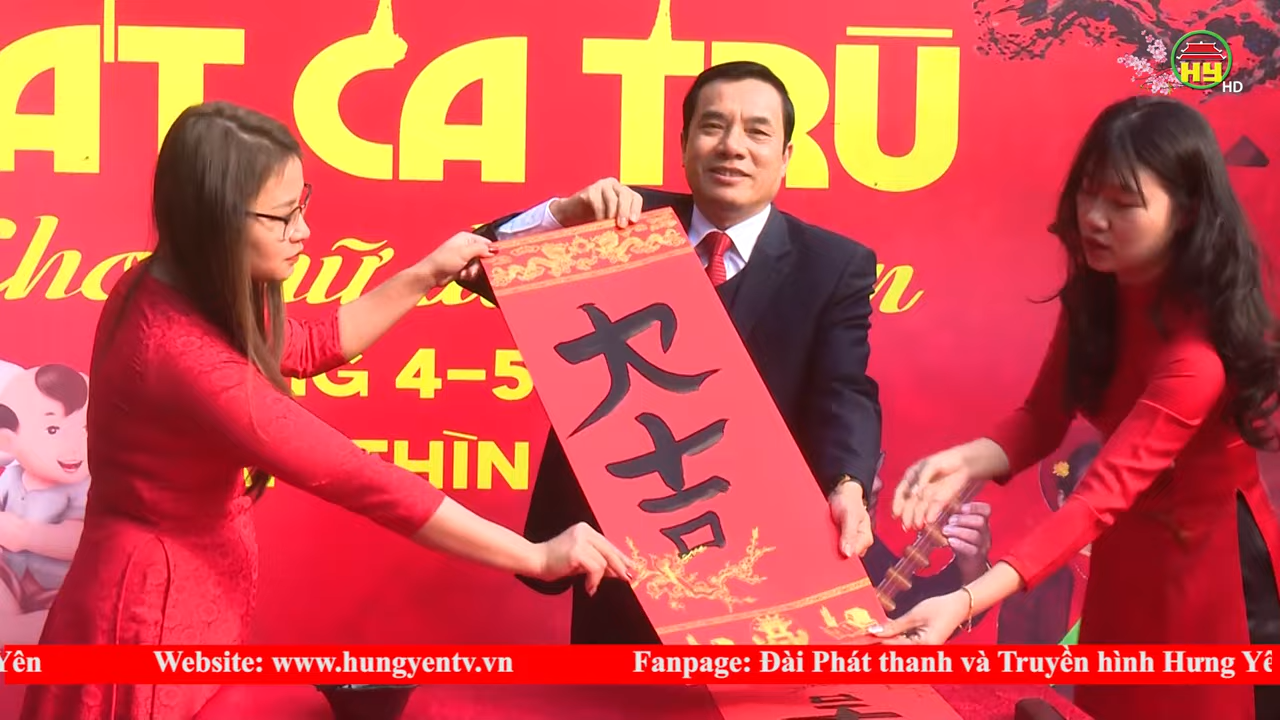 ÁT CA TRÙ
HY
HD
4-5
THÌN
大
吉
Yên Website: www.hungyentv.vn Fanpage: Đài Phát thanh và Truyền hình Hưng Yê